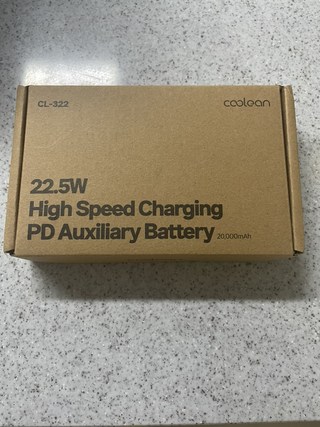 CL-322 coolean
22.5W
High Speed Charging
PD Auxiliary Battery 20,000mAh